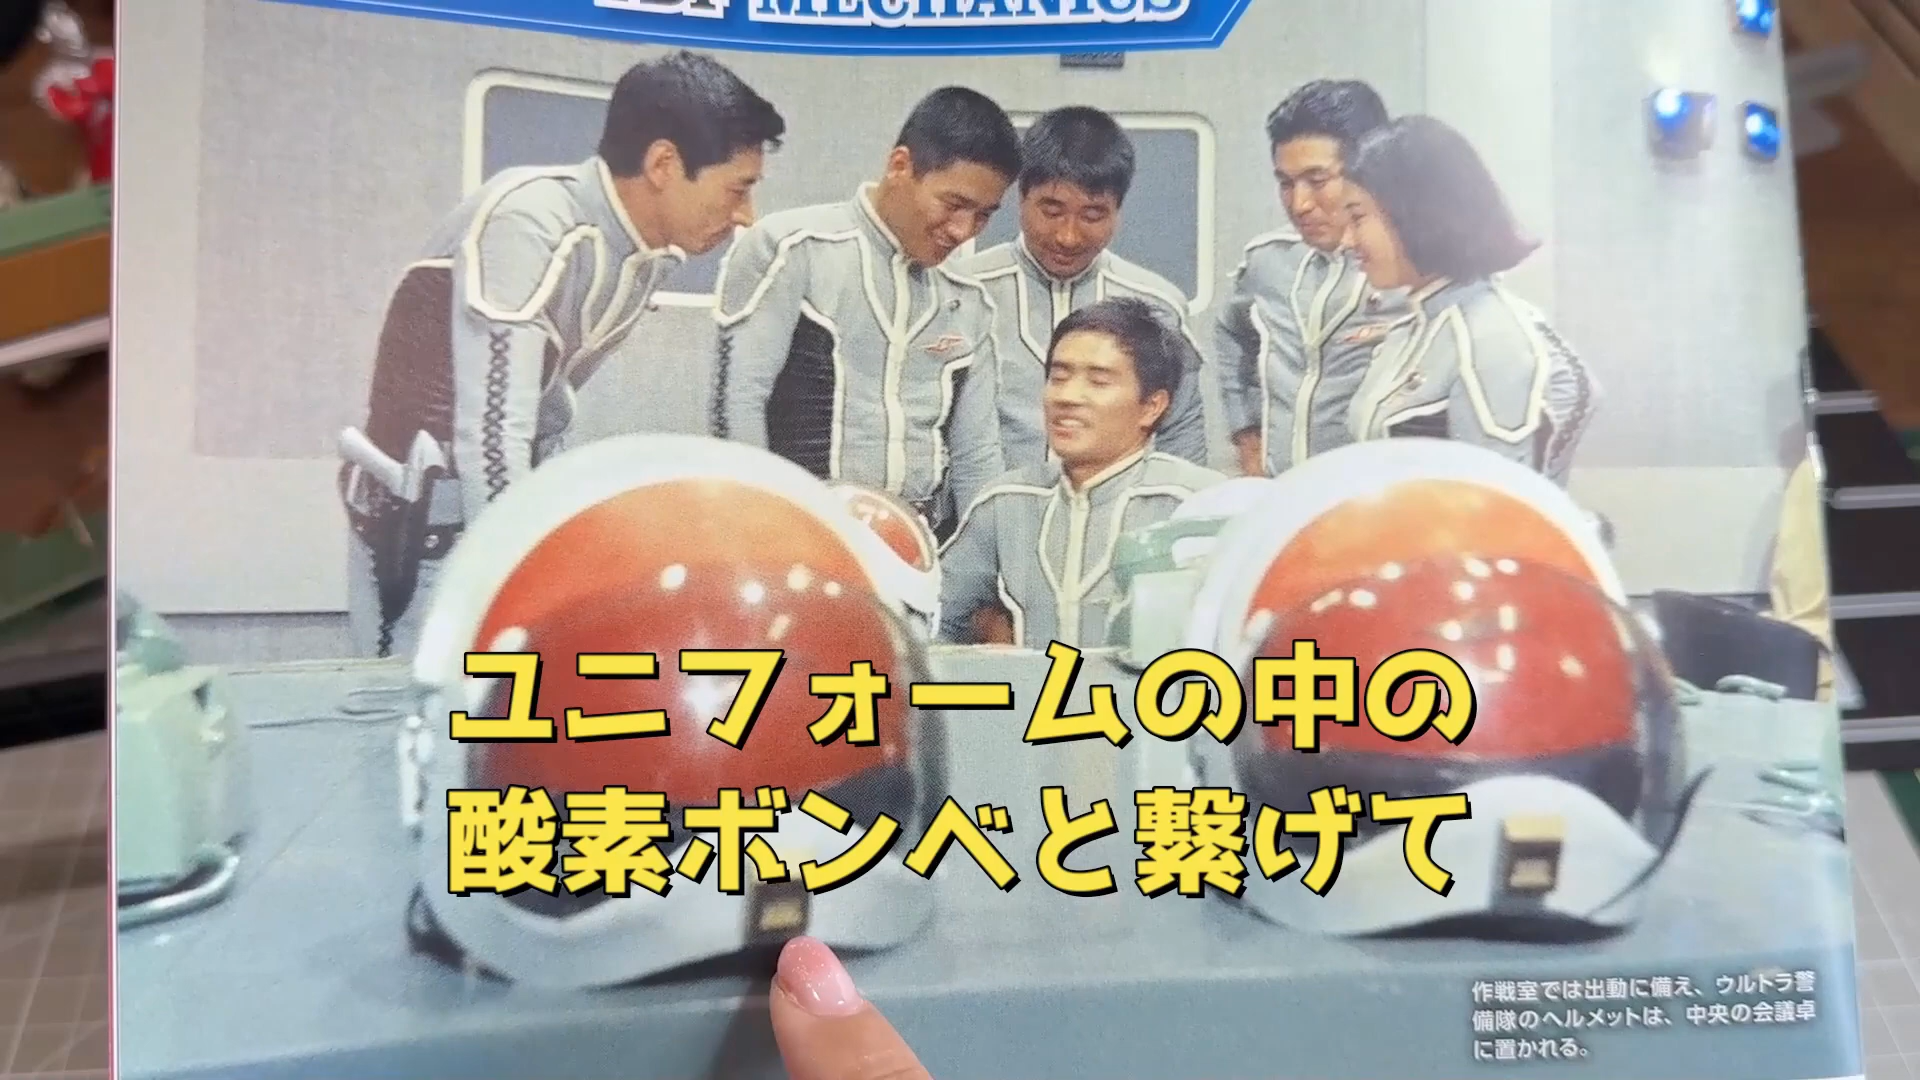 MECHANICS
ユニフォームの中の
酸素ボンベと繋げて
作戦室では出動に備え、ウルトラ警
備隊のヘルメットは、中央の会議卓
に置かれる。